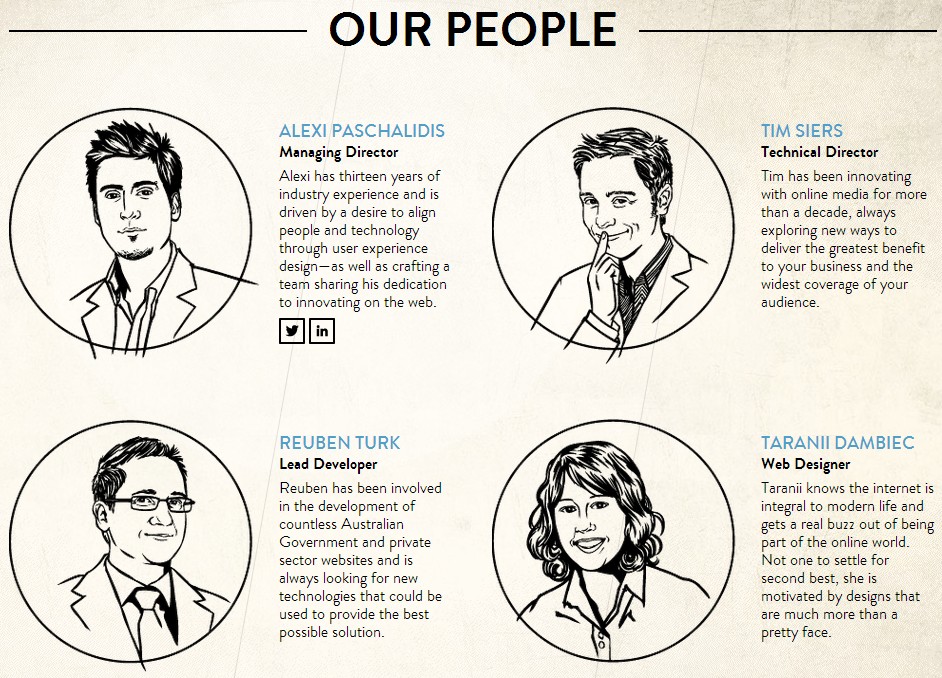 OUR PEOPLE
ALEXI PASCHALIDIS
Managing Director
Alexi has thirteen years of
industry experience and is
driven by a desire to align
people and technology
through user experience
design—as well as crafting a
team sharing his dedication
to innovating on the web.
in
TIM SIERS
Technical Director
Tim has been innovating
with online media for more
than a decade, always
exploring new ways to
deliver the greatest benefit
to your business and the
widest coverage of your
audience.
REUBEN TURK
Lead Developer
Reuben has been involved
in the development of
countless Australian
Government and private
sector websites and is
always looking for new
technologies that could be
used to provide the best
possible solution.
TARANII DAMBIEC
Web Designer
Taranii knows the internet is
integral to modern life and
gets a real buzz out of being
part of the online world.
Not one to settle for
second best, she is
motivated by designs that
are much more than a
pretty face.